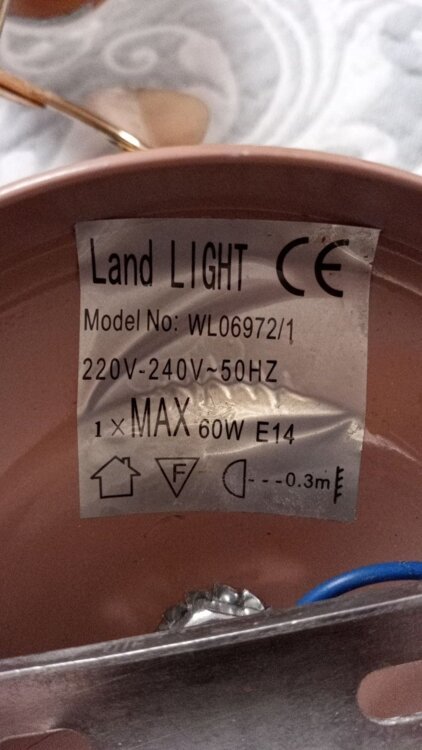 Land LIGHT CE
Model No: WL06972/1
220V-240V~50HZ
1 × MAX 60W E14
F ---0.3m